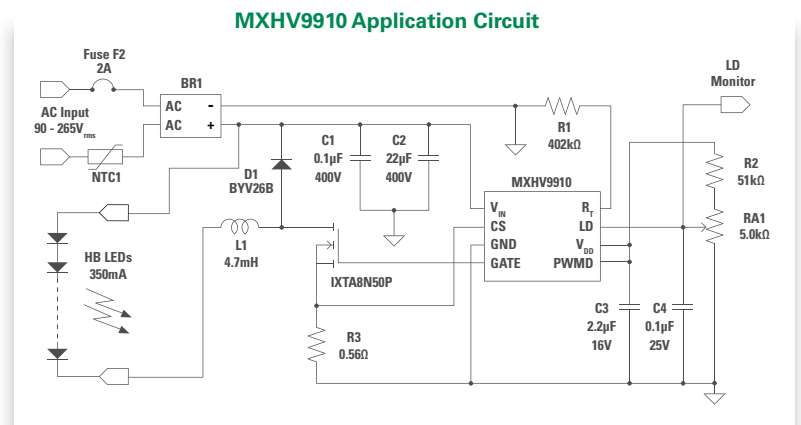 MXHV9910 Application Circuit
Fuse F2
2A
BR1
AC -
AC +
AC Input
90 - 265Vrms
NTC1
D1
BYV26B
C1
0.1µF
400V
C2
22µF
400V
R1
402kΩ
LD
Monitor
R2
51kΩ
RA1
5.0kΩ
MXHV9910
VIN
CS
GND
GATE
RT
LD
VDD
PWMD
L1
4.7mH
IXTA8N50P
HB LEDs
350mA
R3
0.56Ω
C3
2.2µF
16V
C4
0.1µF
25V